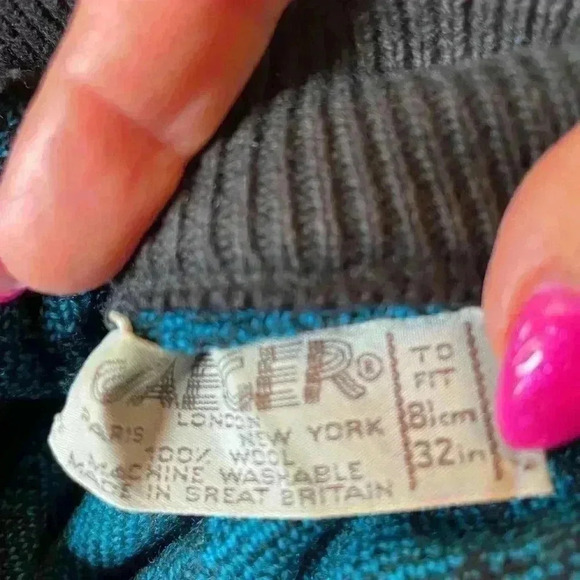 JAEGER®
LONDON
PARIS NEW YORK
100% WOOL
MACHINE WASHABLE
MADE IN GREAT BRITAIN
TO
FIT
81cm
32in